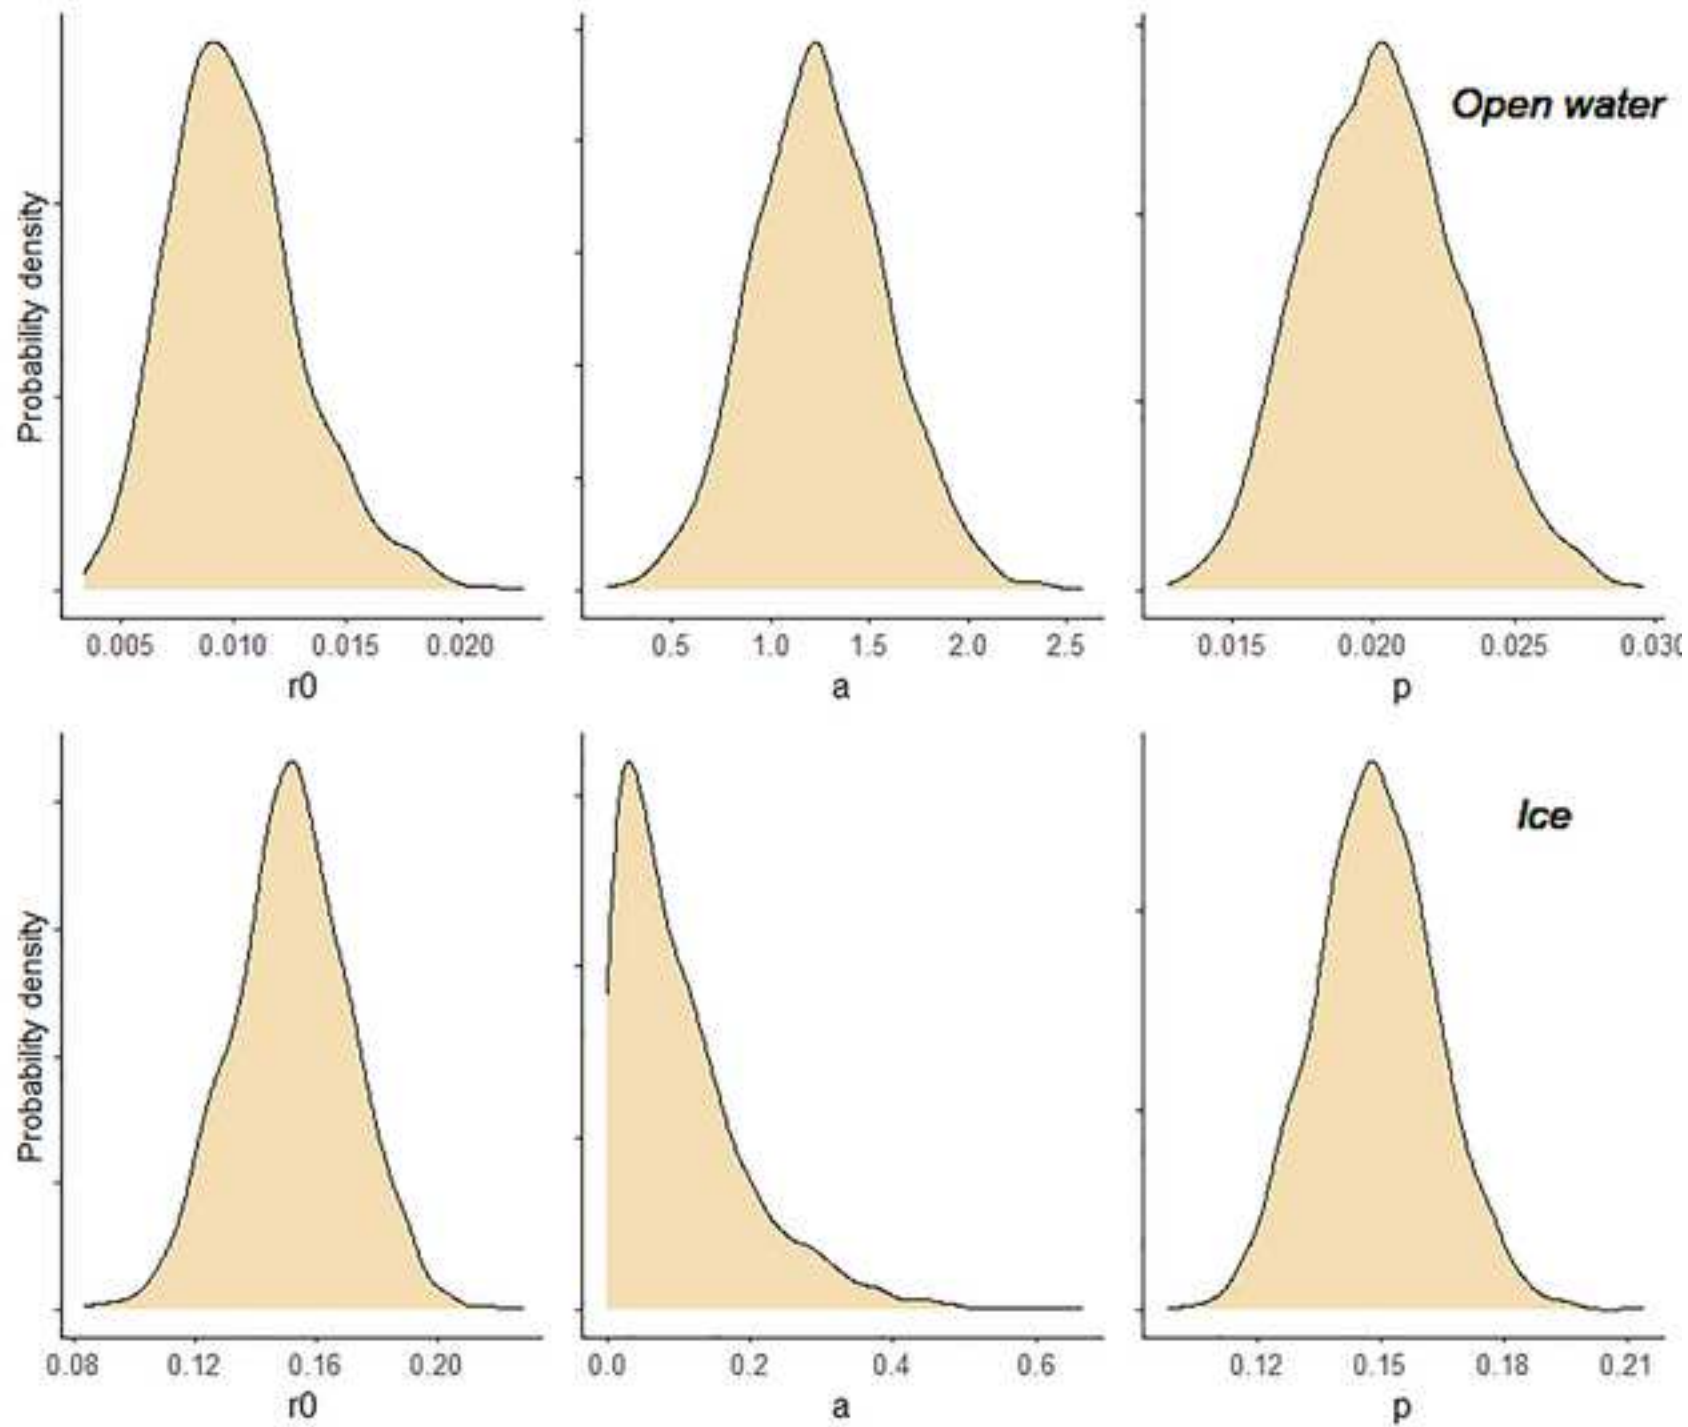 Open water
Probability density
0.005 0.010 0.015 0.020
r0
0.5 1.0 1.5 2.0 2.5
a
0.015 0.020 0.025 0.030
p
Ice
Probability density
0.08 0.12 0.16 0.20
r0
0.0 0.2 0.4 0.6
a
0.12 0.15 0.18 0.21
p